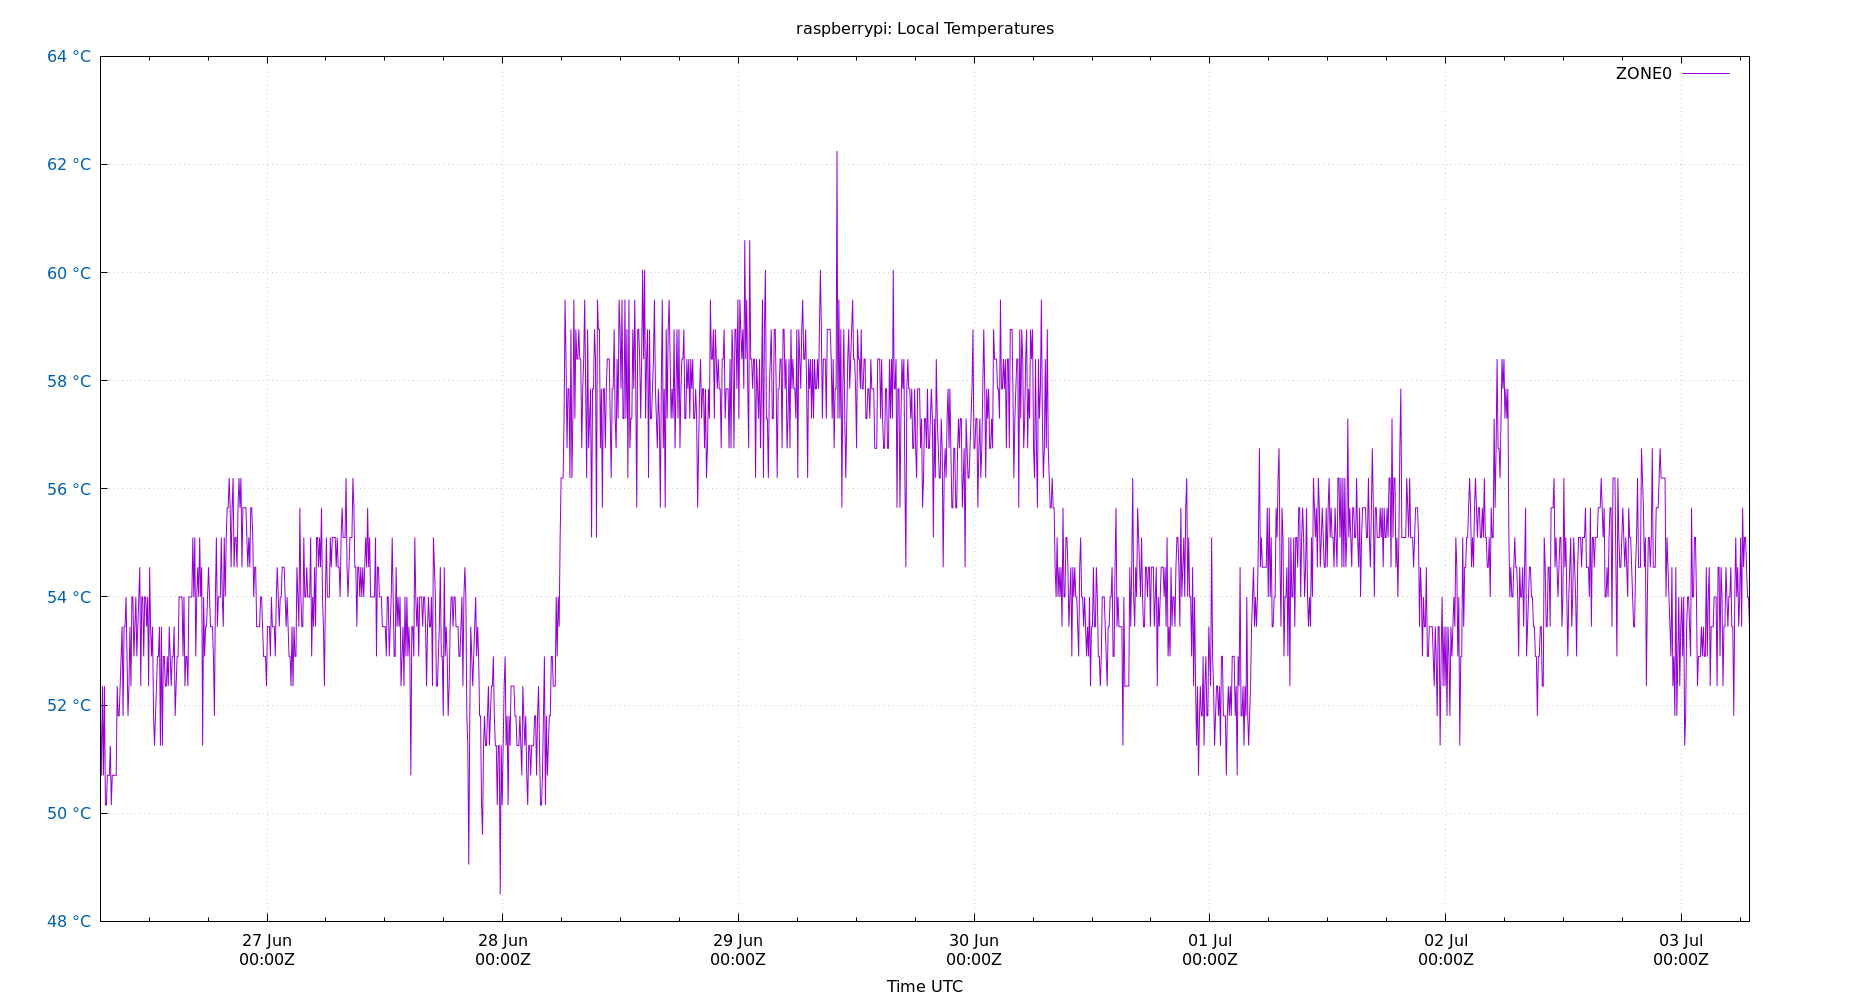 raspberrypi: Local Temperatures
ZONE0
64 °C
62 °C
60 °C
58 °C
56 °C
54 °C
52 °C
50 °C
48 °C
27 Jun 28 Jun 29 Jun 30 Jun 01 Jul 02 Jul 03 Jul
00:00Z 00:00Z 00:00Z 00:00Z 00:00Z 00:00Z 00:00Z
Time UTC